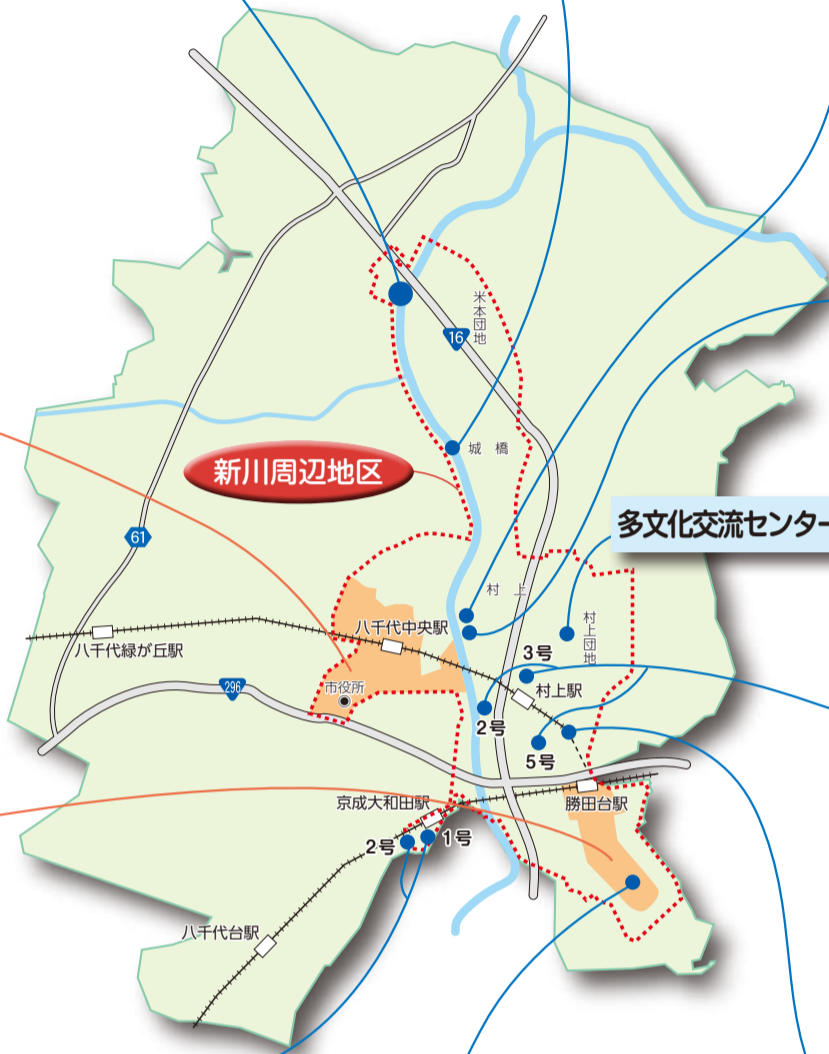 米本団地
16
城橋
新川周辺地区
多文化交流センター
61
村上
村上団地
八千代中央駅
八千代緑が丘駅
3号
村上駅
市役所
296
2号
5号
京成大和田駅
勝田台駅
2号
1号
八千代台駅